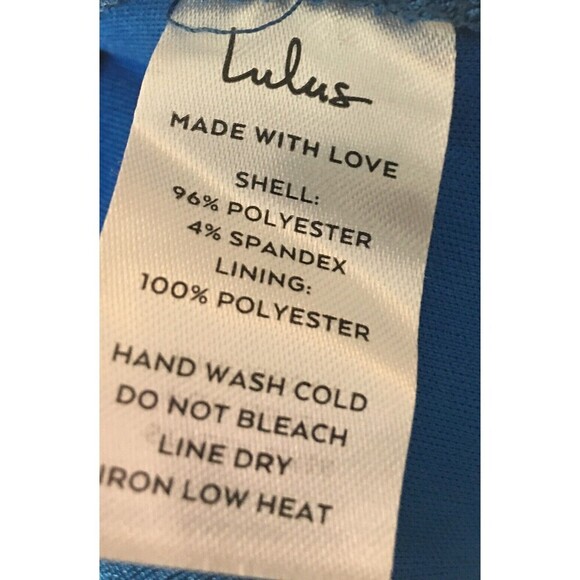 Lulus
MADE WITH LOVE
SHELL:
96% POLYESTER
4% SPANDEX
LINING:
100% POLYESTER
HAND WASH COLD
DO NOT BLEACH
LINE DRY
IRON LOW HEAT